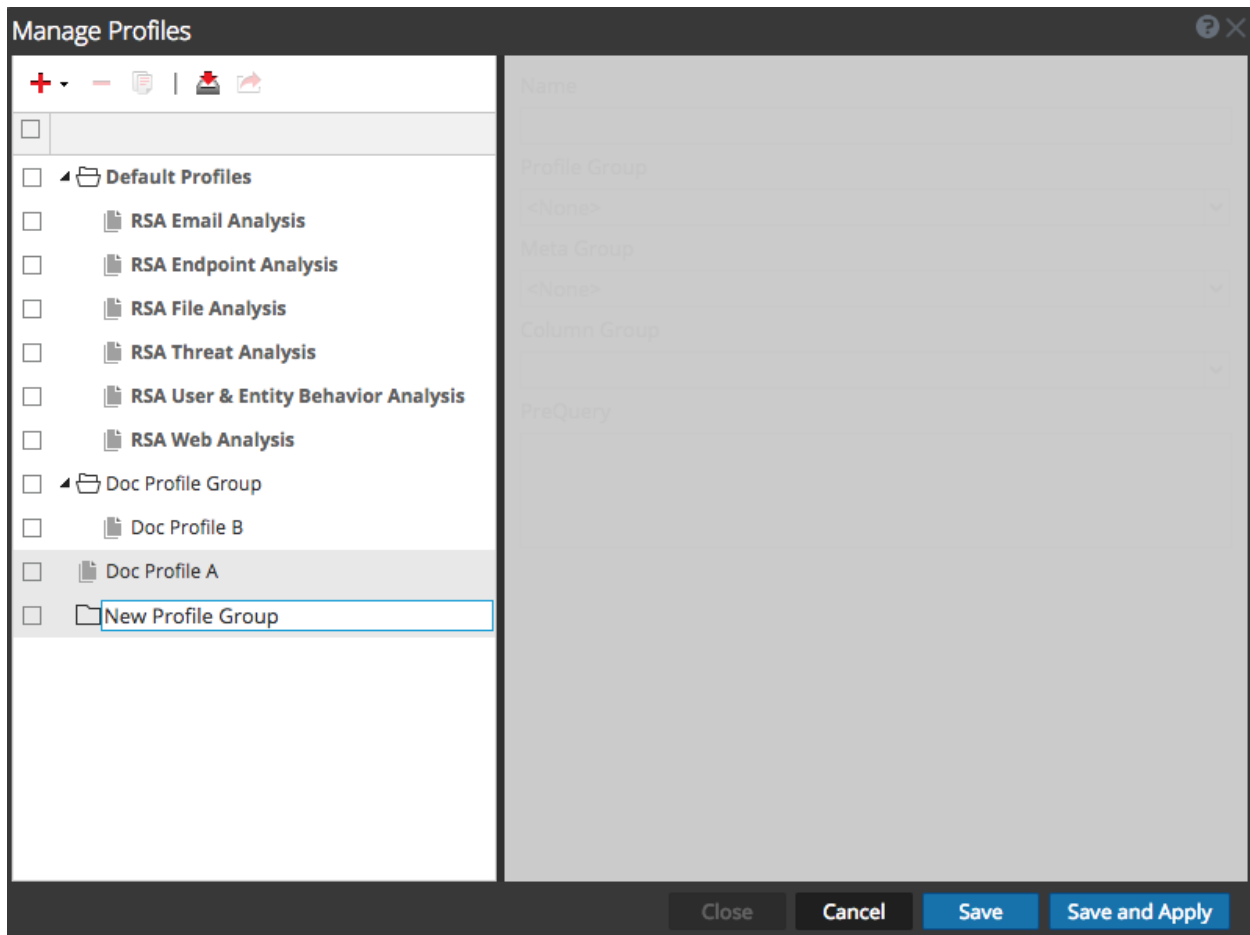 Manage Profiles
Name
Default Profiles
Profile Group
RSA Email Analysis
<None>
Meta Group
RSA Endpoint Analysis
<None>
RSA File Analysis
Column Group
RSA Threat Analysis
RSA User & Entity Behavior Analysis
PreQuery
RSA Web Analysis
Doc Profile Group
Doc Profile B
Doc Profile A
New Profile Group
Close
Cancel
Save
Save and Apply